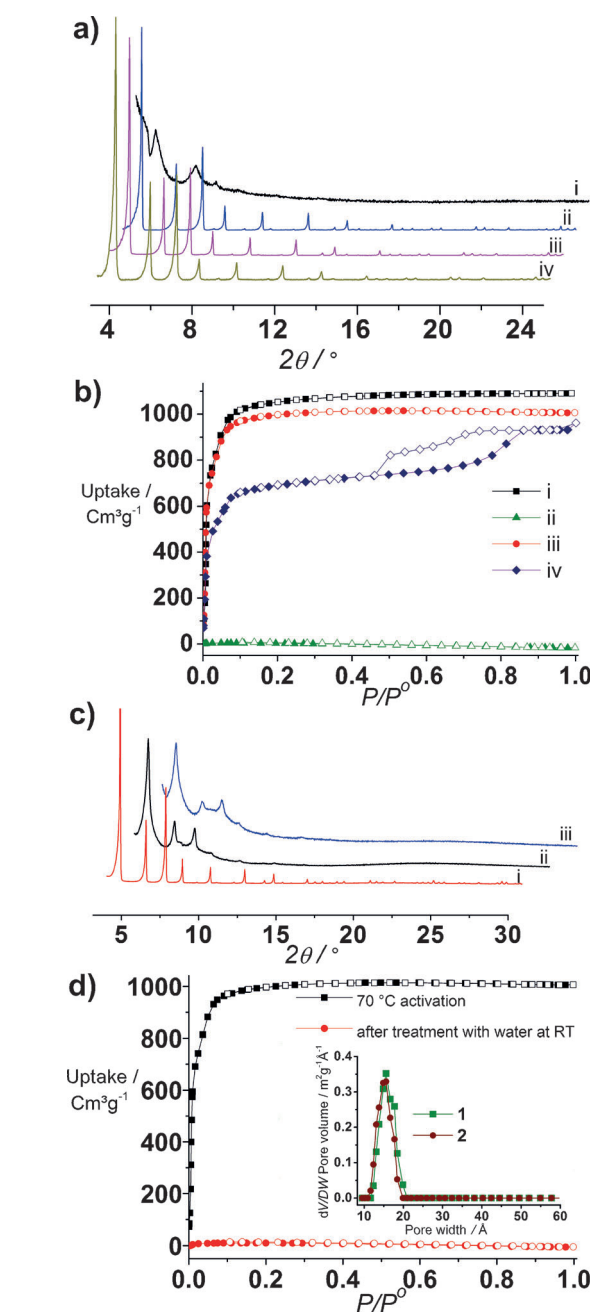 a)
i
ii
iii
iv
4 8 12 16 20 24
2θ / °
b)
1000
800
Uptake /
Cm³g⁻¹
600
400
200
0
i
ii
iii
iv
0.0 0.2 0.4 0.6 0.8 1.0
P/Pᴼ
c)
iii
ii
i
5 10 15 20 25 30
2θ / °
d)
1000
800
Uptake /
Cm³g⁻¹
600
400
200
0
70 °C activation
after treatment with water at RT
dV/DW Pore volume / m²g⁻¹Å⁻¹
0.4
0.3
0.2
0.1
0.0
1
2
10 20 30 40 50 60
Pore width / Å
0.0 0.2 0.4 0.6 0.8 1.0
P/Pᴼ